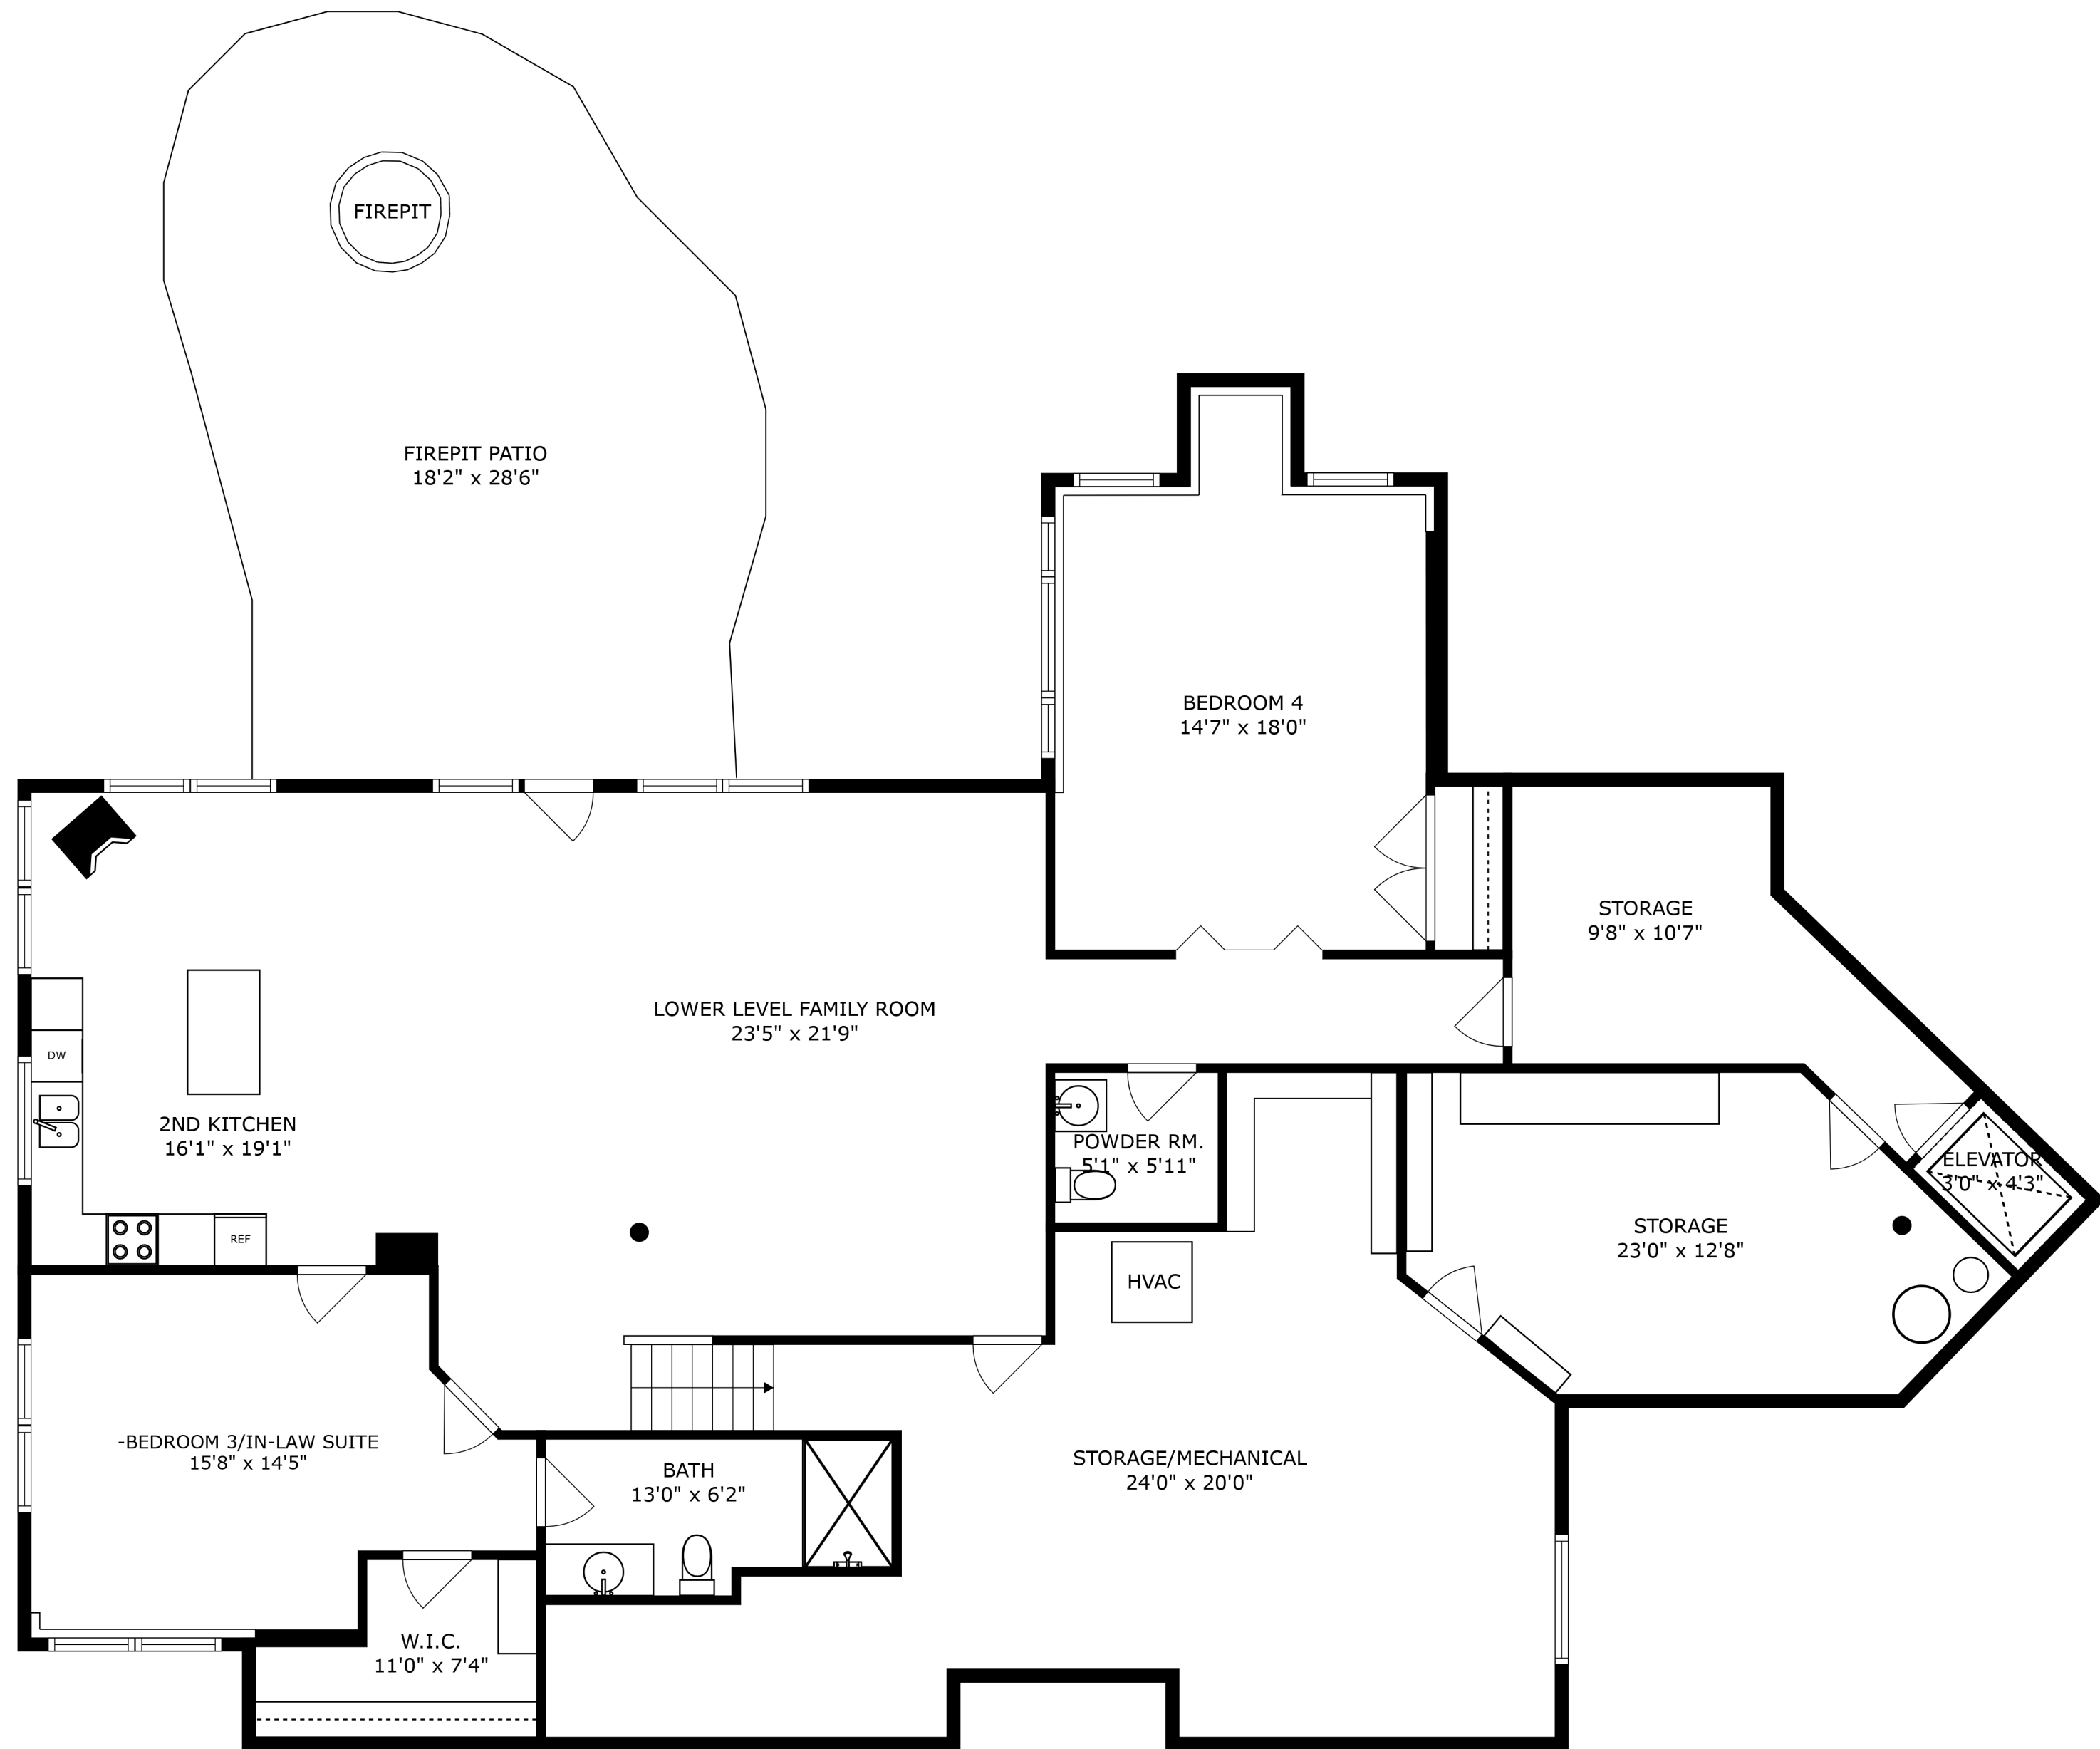 FIREPIT
FIREPIT PATIO
18'2" x 28'6"
BEDROOM 4
14'7" x 18'0"
STORAGE
9'8" x 10'7"
LOWER LEVEL FAMILY ROOM
23'5" x 21'9"
DW
2ND KITCHEN
16'1" x 19'1"
REF
POWDER RM.
5'1" x 5'11"
ELEVATOR
3'0" x 4'3"
STORAGE
23'0" x 12'8"
HVAC
-BEDROOM 3/IN-LAW SUITE
15'8" x 14'5"
BATH
13'0" x 6'2"
STORAGE/MECHANICAL
24'0" x 20'0"
W.I.C.
11'0" x 7'4"